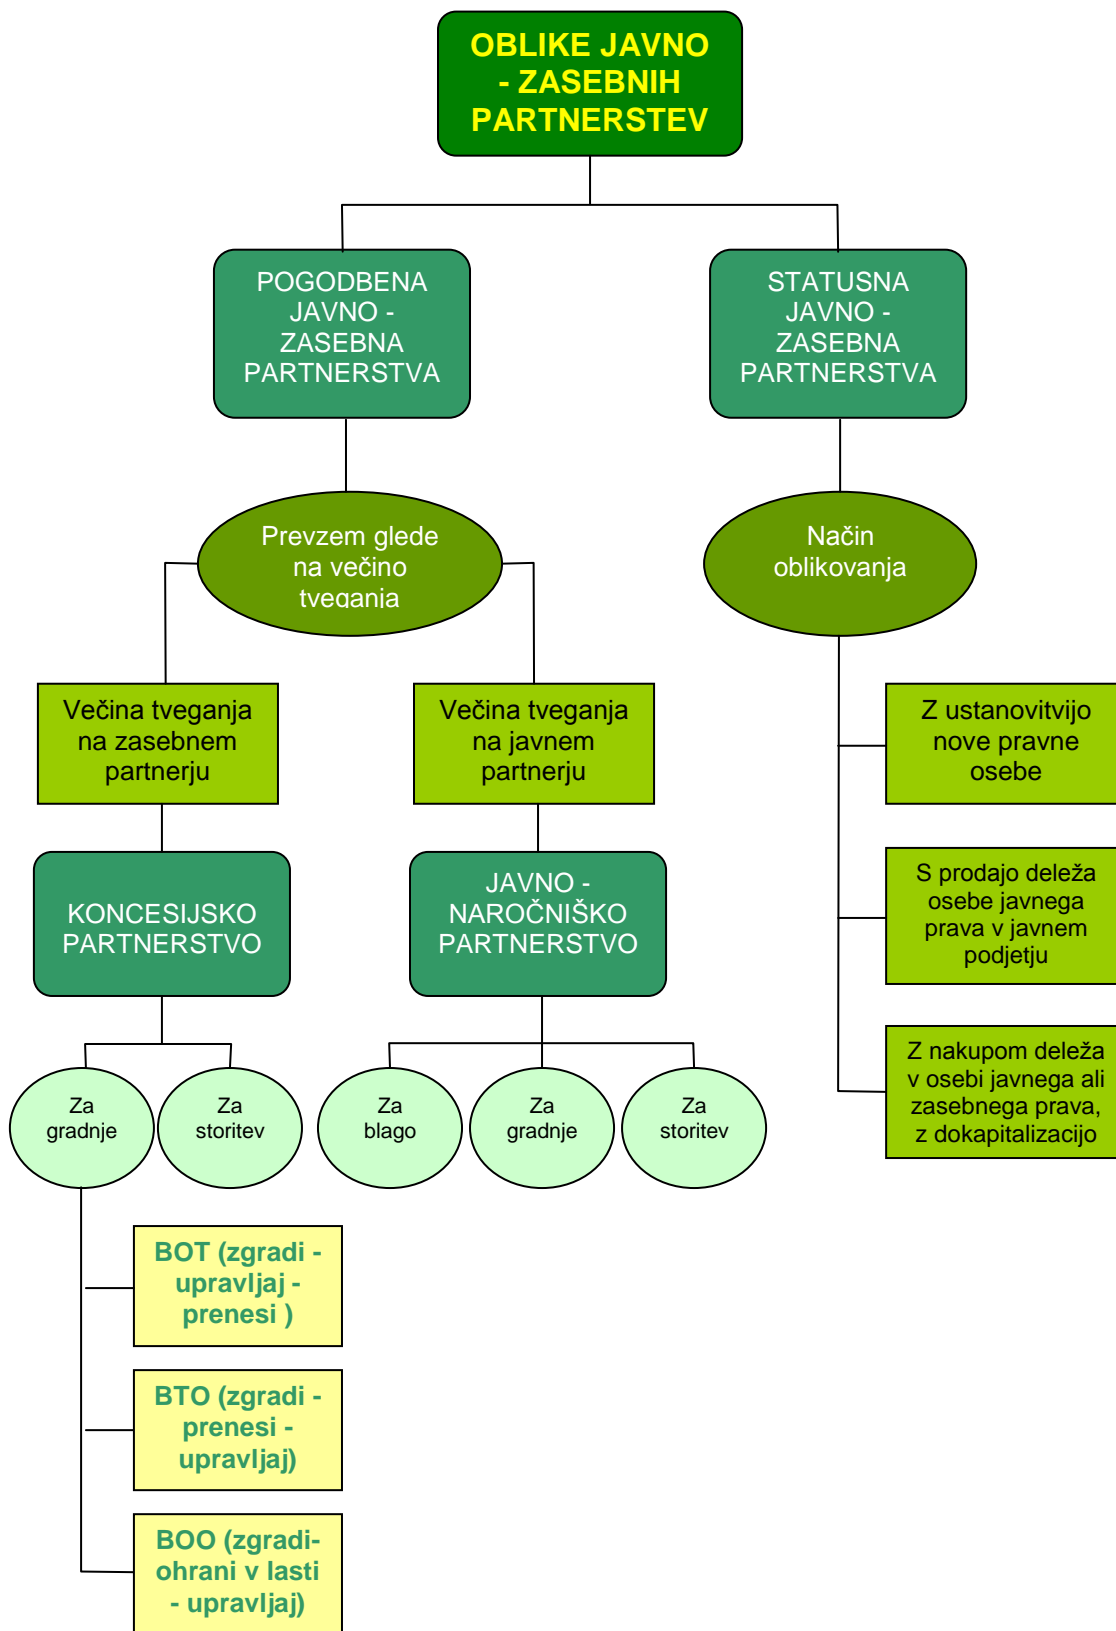 OBLIKE JAVNO
- ZASEBNIH
PARTNERSTEV
POGODBENA
JAVNO -
ZASEBNA
PARTNERSTVA
STATUSNA
JAVNO -
ZASEBNA
PARTNERSTVA
Prevzem glede
na večino
tveganja
Način
oblikovanja
Večina tveganja
na zasebnem
partnerju
Večina tveganja
na javnem
partnerju
Z ustanovitvijo
nove pravne
osebe
KONCESIJSKO
PARTNERSTVO
JAVNO -
NAROČNIŠKO
PARTNERSTVO
S prodajo deleža
osebe javnega
prava v javnem
podjetju
Z nakupom deleža
v osebi javnega ali
zasebnega prava,
z dokapitalizacijo
Za
gradnje
Za
storitev
Za
blago
Za
gradnje
Za
storitev
BOT (zgradi -
upravljaj -
prenesi )
BTO (zgradi -
prenesi -
upravljaj)
BOO (zgradi-
ohrani v lasti
- upravljaj)